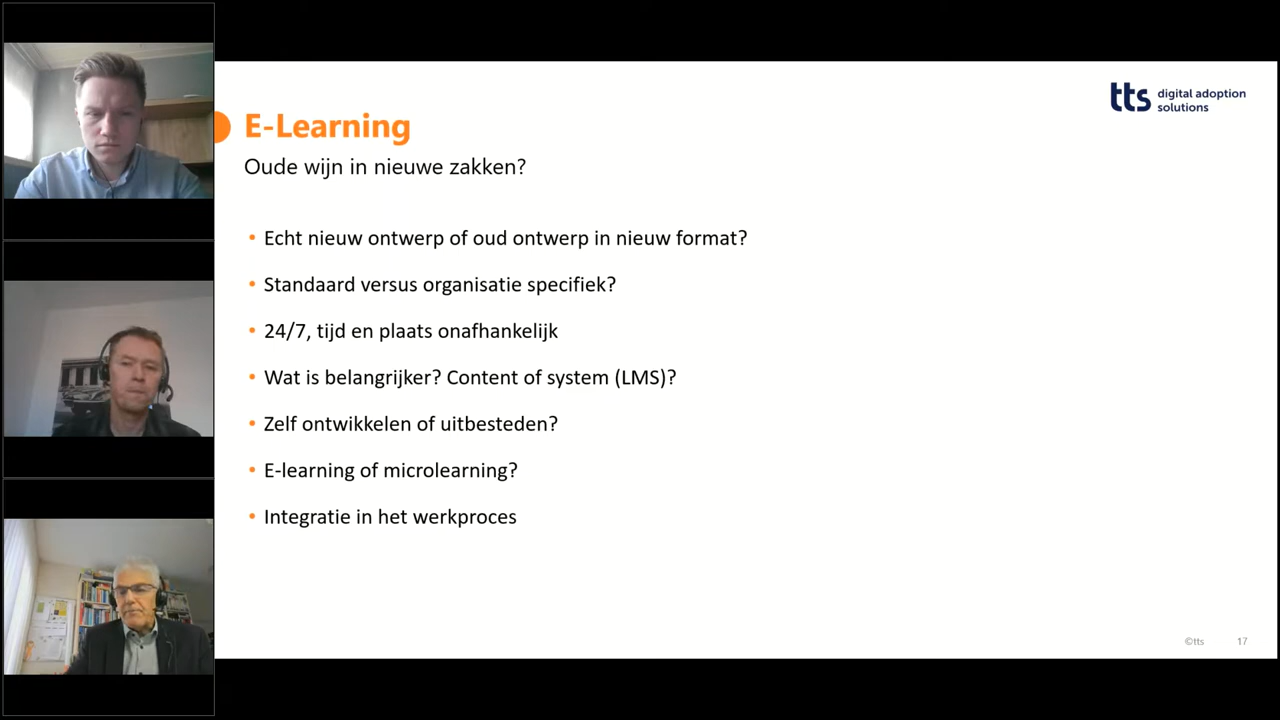 tts digital adoption
solutions
E-Learning
Oude wijn in nieuwe zakken?
• Echt nieuw ontwerp of oud ontwerp in nieuw format?
• Standaard versus organisatie specifiek?
• 24/7, tijd en plaats onafhankelijk
• Wat is belangrijker? Content of system (LMS)?
• Zelf ontwikkelen of uitbesteden?
• E-learning of microlearning?
• Integratie in het werkproces
©tts 17